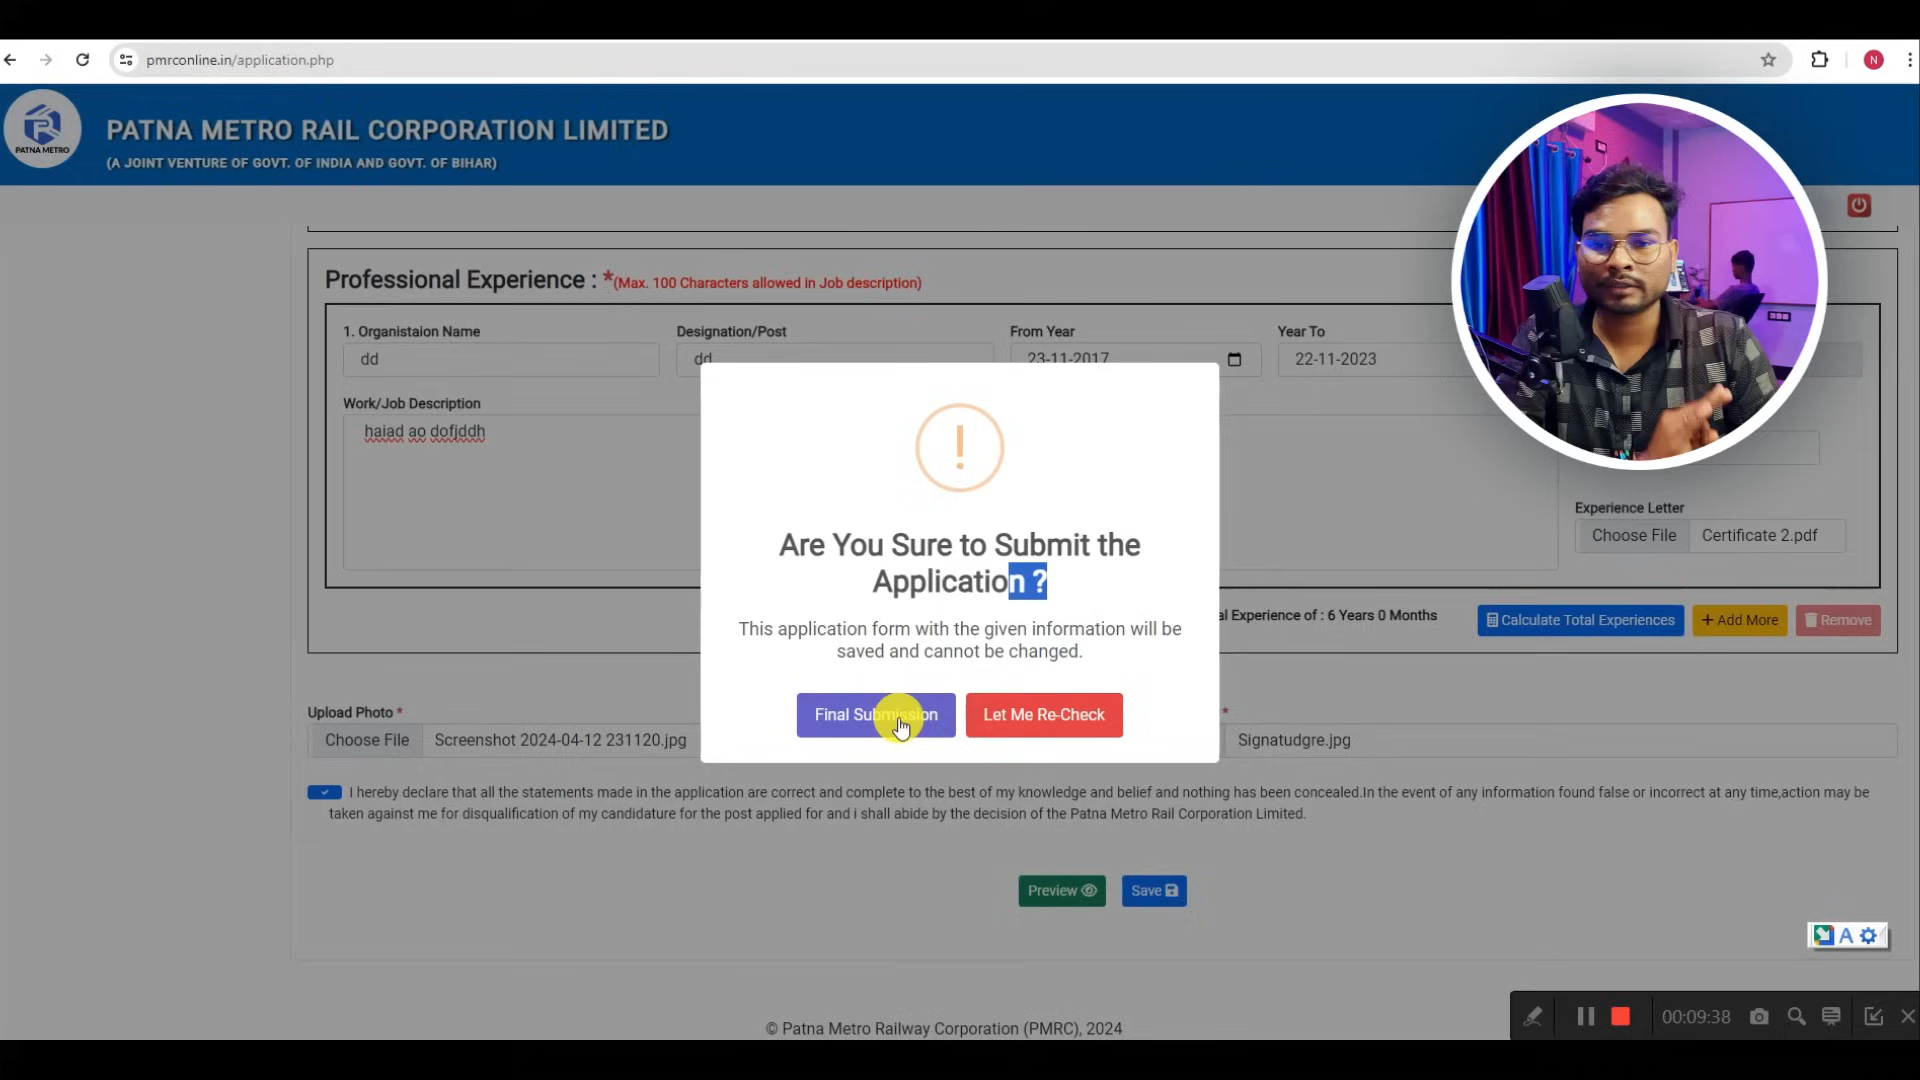 pmrconline.in/application.php
N
PATNA METRO RAIL CORPORATION LIMITED
(A JOINT VENTURE OF GOVT. OF INDIA AND GOVT. OF BIHAR)
PATNA METRO
Professional Experience : *(Max. 100 Characters allowed in Job description)
1. Organistaion Name
Designation/Post
From Year
Year To
dd
dd
23-11-2017
22-11-2023
Work/Job Description
haiad ao dofjddh
Experience Letter
Choose File
Certificate 2.pdf
Are You Sure to Submit the
Application ?
This application form with the given information will be
saved and cannot be changed.
Final Submission
Let Me Re-Check
al Experience of : 6 Years 0 Months
Calculate Total Experiences
+ Add More
Remove
Upload Photo *
*
Choose File
Screenshot 2024-04-12 231120.jpg
Signatudgre.jpg
I hereby declare that all the statements made in the application are correct and complete to the best of my knowledge and belief and nothing has been concealed.In the event of any information found false or incorrect at any time,action may be
taken against me for disqualification of my candidature for the post applied for and i shall abide by the decision of the Patna Metro Rail Corporation Limited.
Preview
Save
A
© Patna Metro Railway Corporation (PMRC), 2024
00:09:38